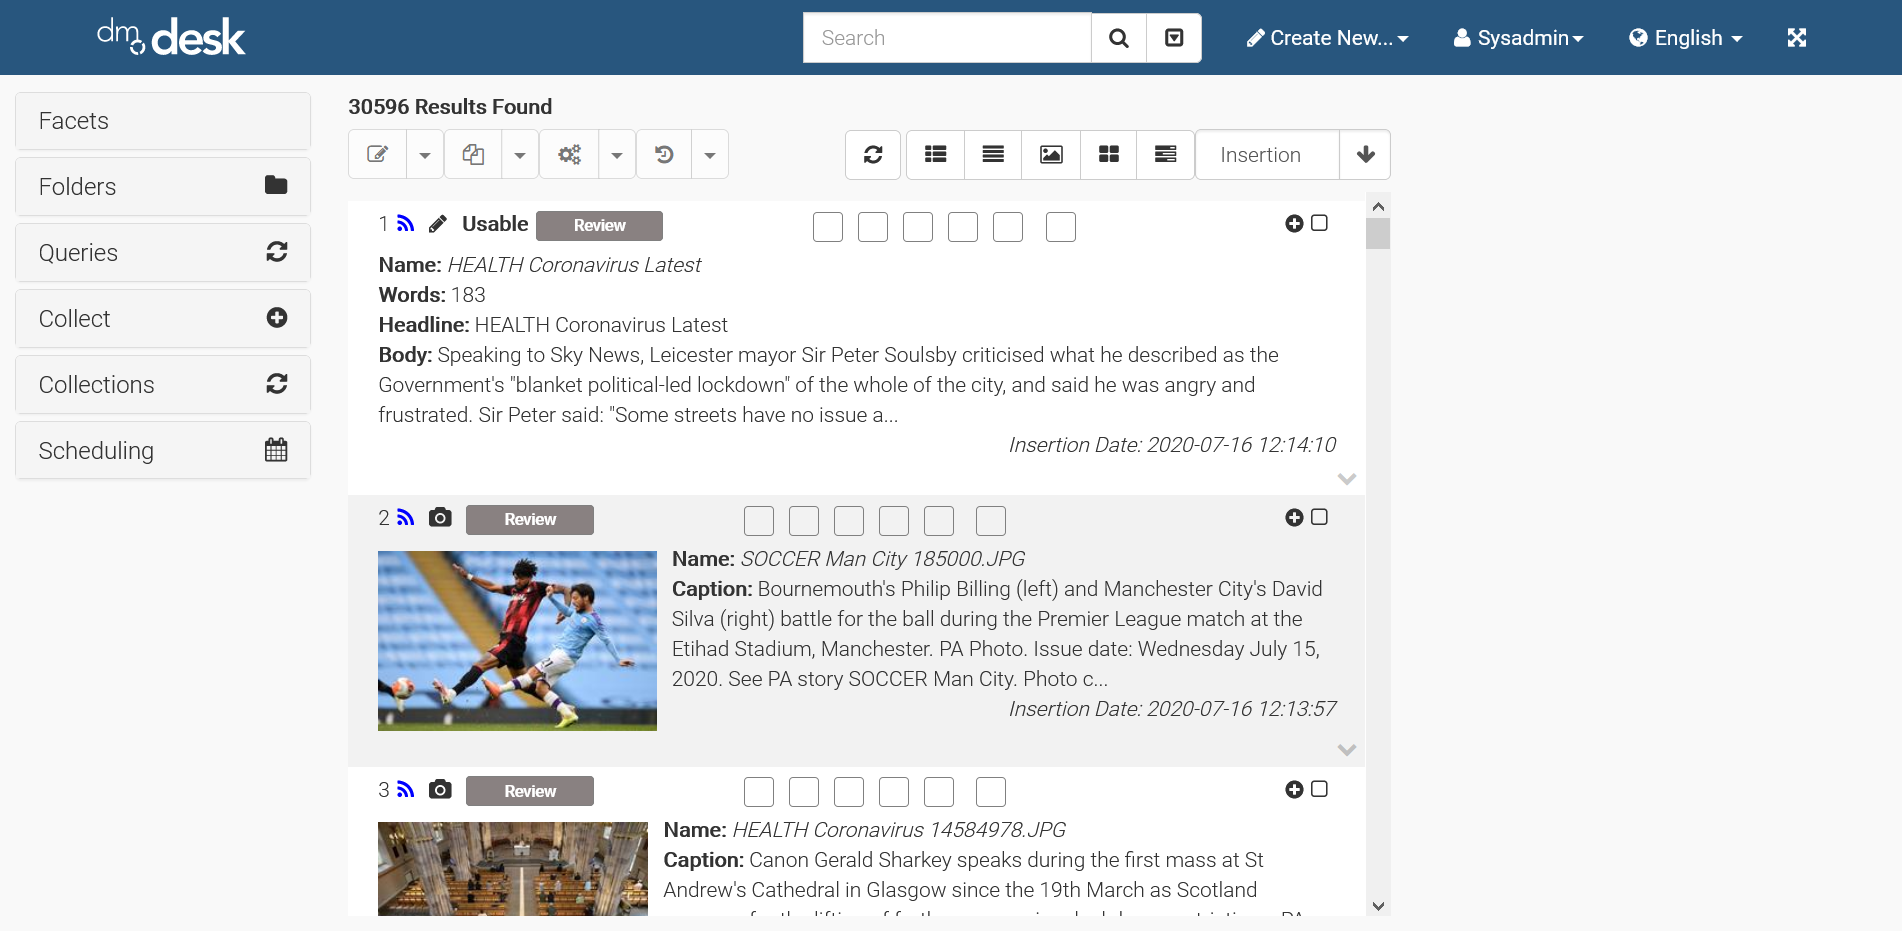 dm desk
Search
Create New...
Sysadmin
English
Facets
Folders
Queries
Collect
Collections
Scheduling
30596 Results Found
Insertion
1 Usable Review
Name: HEALTH Coronavirus Latest
Words: 183
Headline: HEALTH Coronavirus Latest
Body: Speaking to Sky News, Leicester mayor Sir Peter Soulsby criticised what he described as the
Government's "blanket political-led lockdown" of the whole of the city, and said he was angry and
frustrated. Sir Peter said: "Some streets have no issue a...
Insertion Date: 2020-07-16 12:14:10
2 Review
Name: SOCCER Man City 185000.JPG
Caption: Bournemouth's Philip Billing (left) and Manchester City's David
Silva (right) battle for the ball during the Premier League match at the
Etihad Stadium, Manchester. PA Photo. Issue date: Wednesday July 15,
2020. See PA story SOCCER Man City. Photo c...
Insertion Date: 2020-07-16 12:13:57
3 Review
Name: HEALTH Coronavirus 14584978.JPG
Caption: Canon Gerald Sharkey speaks during the first mass at St
Andrew's Cathedral in Glasgow since the 19th March as Scotland